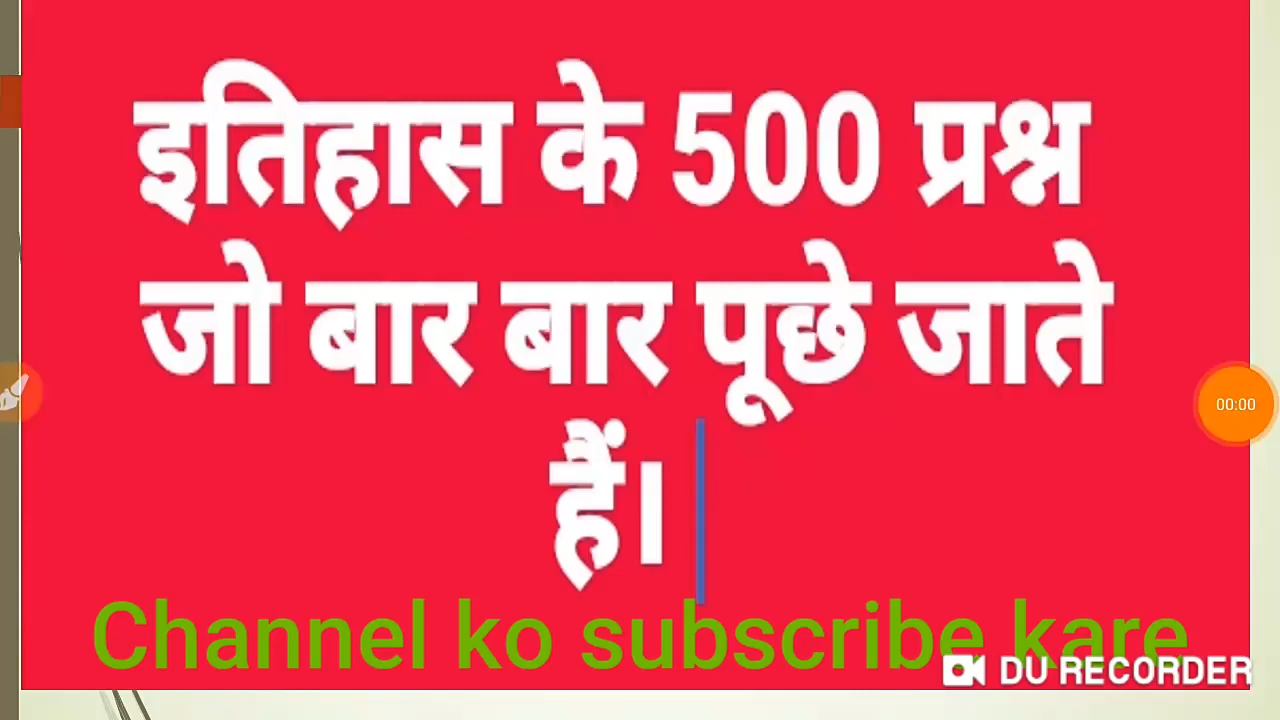 इतिहास के 500 प्रश्न
जो बार बार पूछे जाते
हैं।
00:00
Channel ko subscribe kare
DU RECORDER